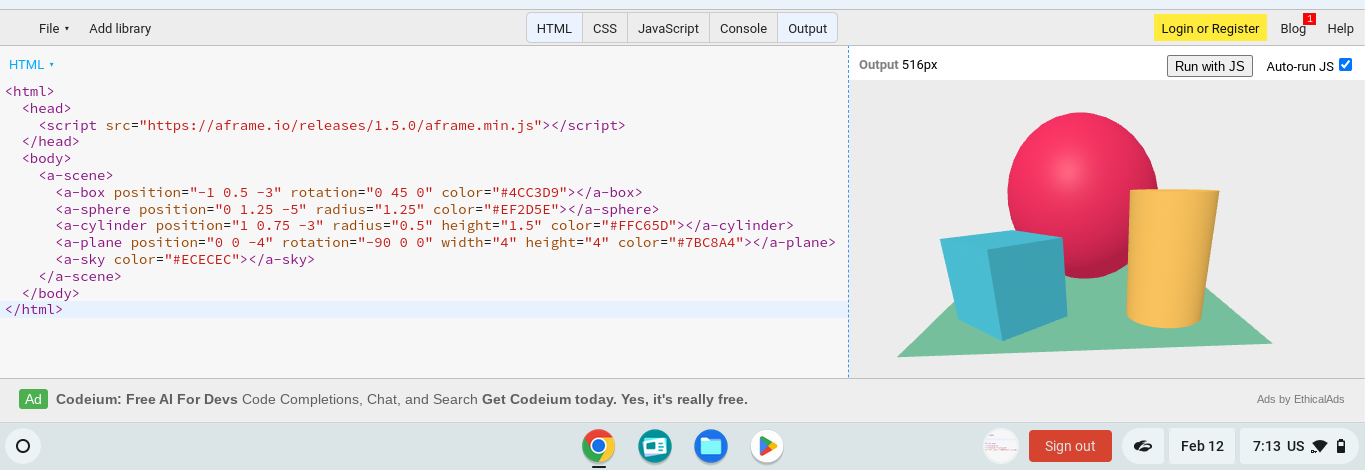 File ▾ Add library HTML CSS JavaScript Console Output Login or Register Blog 1 Help
HTML ▾
Output 516px Run with JS Auto-run JS
<html>
  <head>
    <script src="https://aframe.io/releases/1.5.0/aframe.min.js"></script>
  </head>
  <body>
    <a-scene>
      <a-box position="-1 0.5 -3" rotation="0 45 0" color="#4CC3D9"></a-box>
      <a-sphere position="0 1.25 -5" radius="1.25" color="#EF2D5E"></a-sphere>
      <a-cylinder position="1 0.75 -3" radius="0.5" height="1.5" color="#FFC65D"></a-cylinder>
      <a-plane position="0 0 -4" rotation="-90 0 0" width="4" height="4" color="#7BC8A4"></a-plane>
      <a-sky color="#ECECEC"></a-sky>
    </a-scene>
  </body>
</html>
Ad Codeium: Free AI For Devs Code Completions, Chat, and Search Get Codeium today. Yes, it's really free. Ads by EthicalAds
Sign out Feb 12 7:13 US